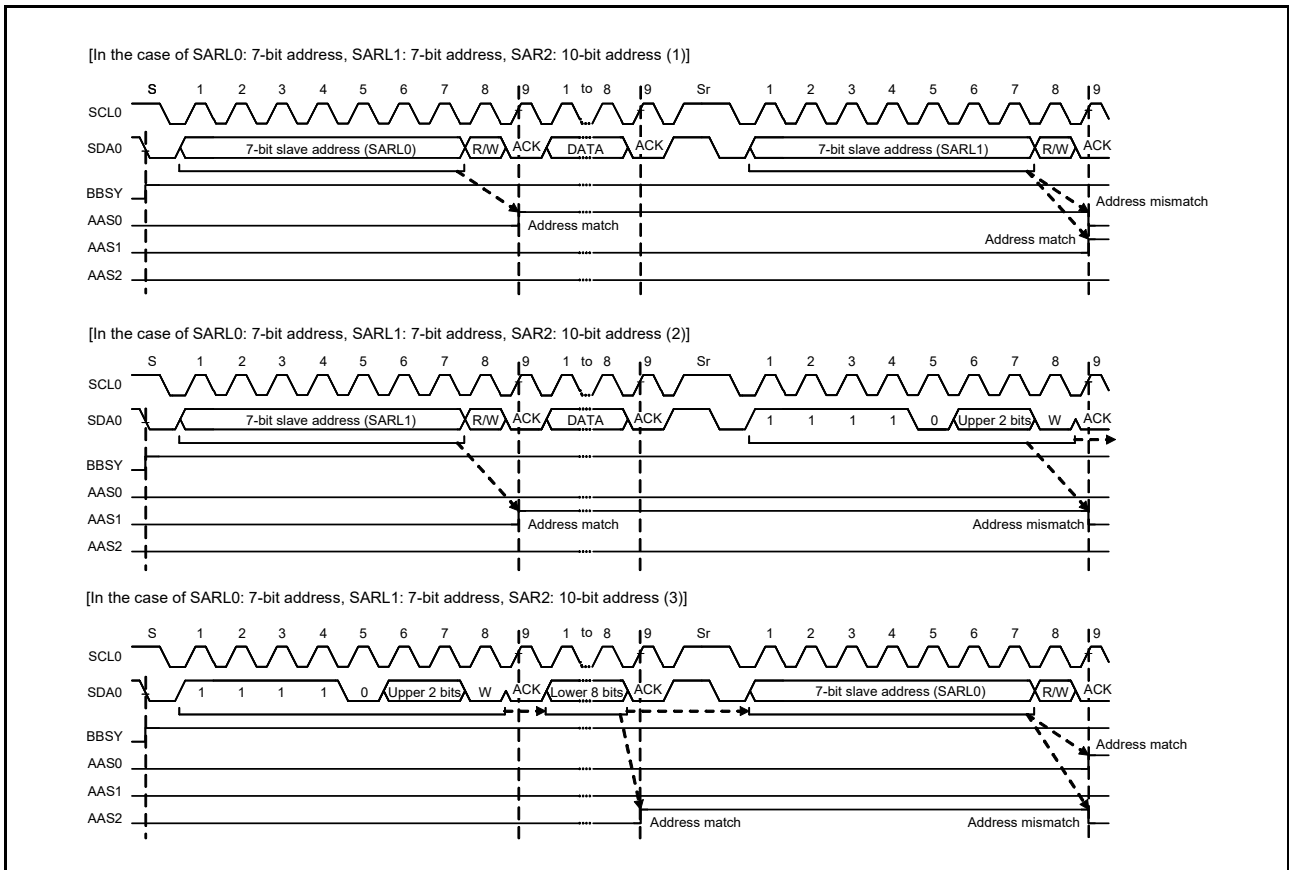 [In the case of SARL0: 7-bit address, SARL1: 7-bit address, SAR2: 10-bit address (1)]
S 1 2 3 4 5 6 7 8 9 1 to 8 9 Sr 1 2 3 4 5 6 7 8 9
SCL0
SDA0 7-bit slave address (SARL0) R/W ACK DATA ACK 7-bit slave address (SARL1) R/W ACK
BBSY
Address mismatch
AAS0
Address match
Address match
AAS1
AAS2
[In the case of SARL0: 7-bit address, SARL1: 7-bit address, SAR2: 10-bit address (2)]
S 1 2 3 4 5 6 7 8 9 1 to 8 9 Sr 1 2 3 4 5 6 7 8 9
SCL0
SDA0 7-bit slave address (SARL1) R/W ACK DATA ACK 1 1 1 1 0 Upper 2 bits W ACK
BBSY
AAS0
AAS1 Address match Address mismatch
AAS2
[In the case of SARL0: 7-bit address, SARL1: 7-bit address, SAR2: 10-bit address (3)]
S 1 2 3 4 5 6 7 8 9 1 to 8 9 Sr 1 2 3 4 5 6 7 8 9
SCL0
SDA0 1 1 1 1 0 Upper 2 bits W ACK Lower 8 bits ACK 7-bit slave address (SARL0) R/W ACK
BBSY
Address match
AAS0
AAS1
AAS2 Address match Address mismatch